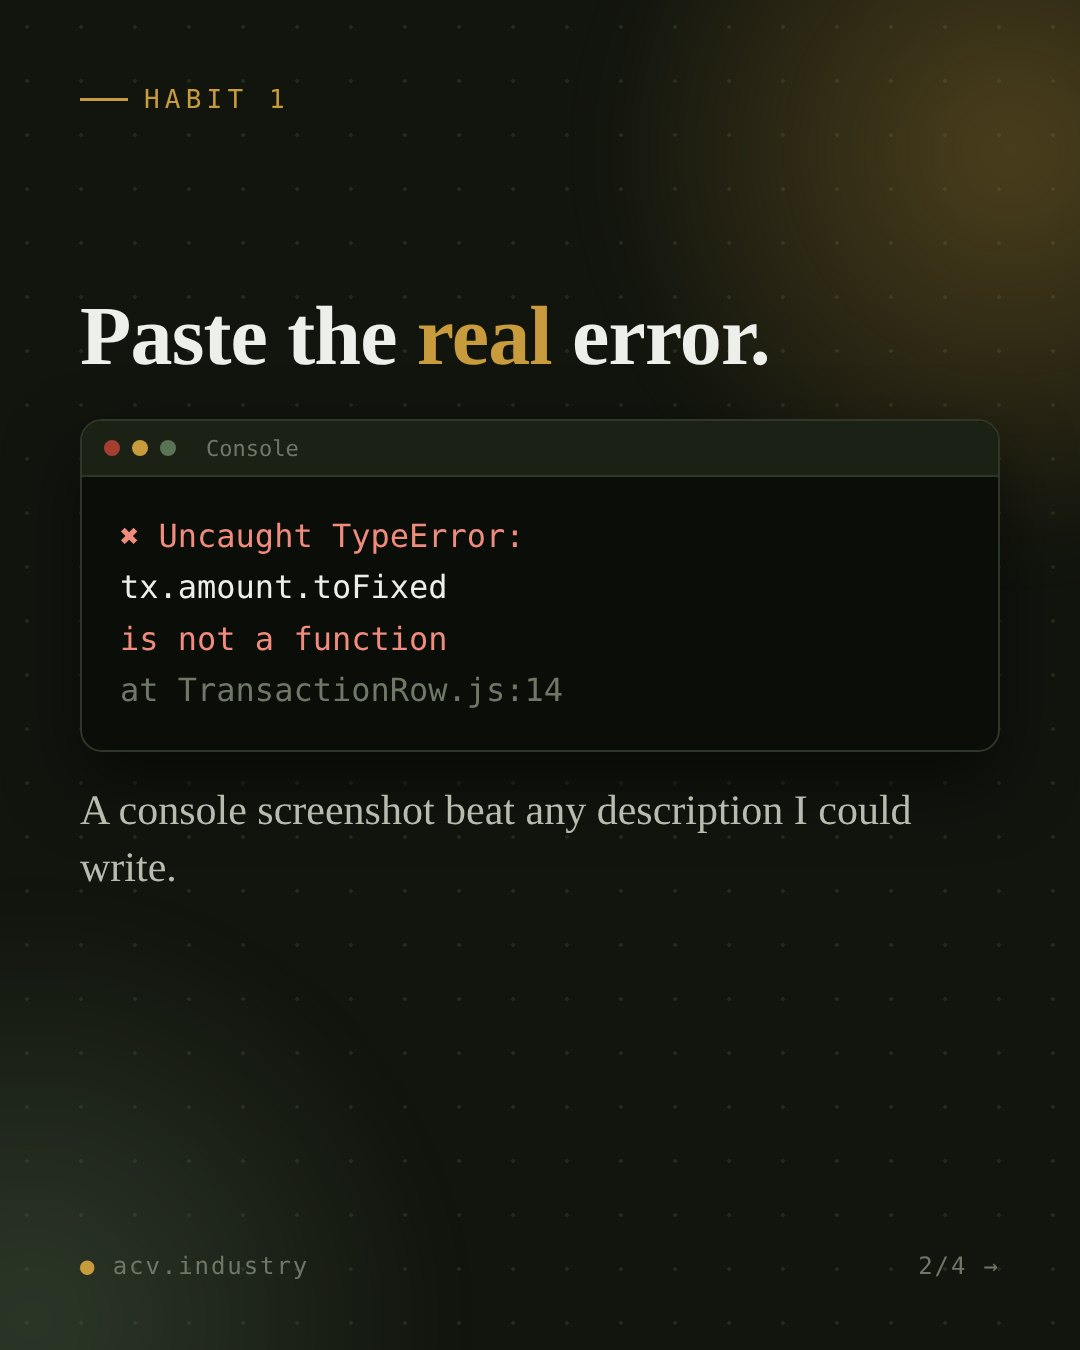 HABIT 1
Paste the real error.
Console
✖ Uncaught TypeError:
tx.amount.toFixed
is not a function
at TransactionRow.js:14
A console screenshot beat any description I could
write.
acv.industry
2/4 →